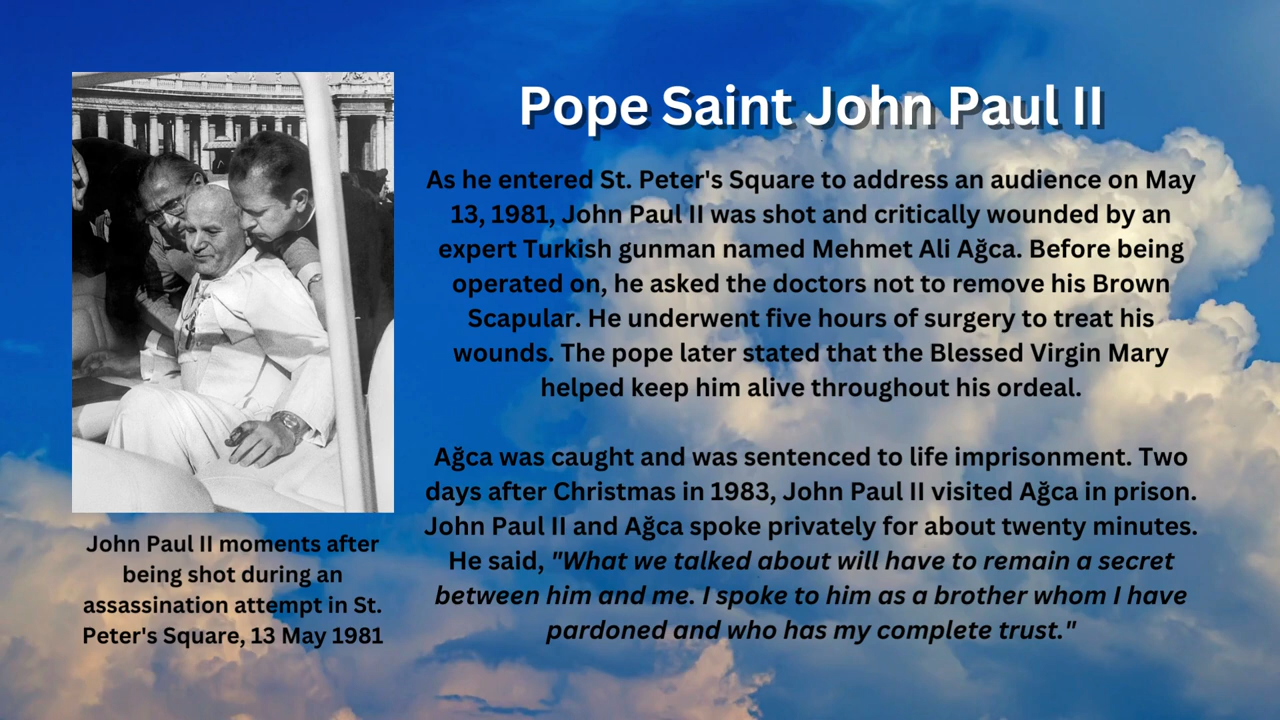 Pope Saint John Paul II
As he entered St. Peter's Square to address an audience on May
13, 1981, John Paul II was shot and critically wounded by an
expert Turkish gunman named Mehmet Ali Ağca. Before being
operated on, he asked the doctors not to remove his Brown
Scapular. He underwent five hours of surgery to treat his
wounds. The pope later stated that the Blessed Virgin Mary
helped keep him alive throughout his ordeal.
Ağca was caught and was sentenced to life imprisonment. Two
days after Christmas in 1983, John Paul II visited Ağca in prison.
John Paul II and Ağca spoke privately for about twenty minutes.
He said, "What we talked about will have to remain a secret
between him and me. I spoke to him as a brother whom I have
pardoned and who has my complete trust."
John Paul II moments after
being shot during an
assassination attempt in St.
Peter's Square, 13 May 1981